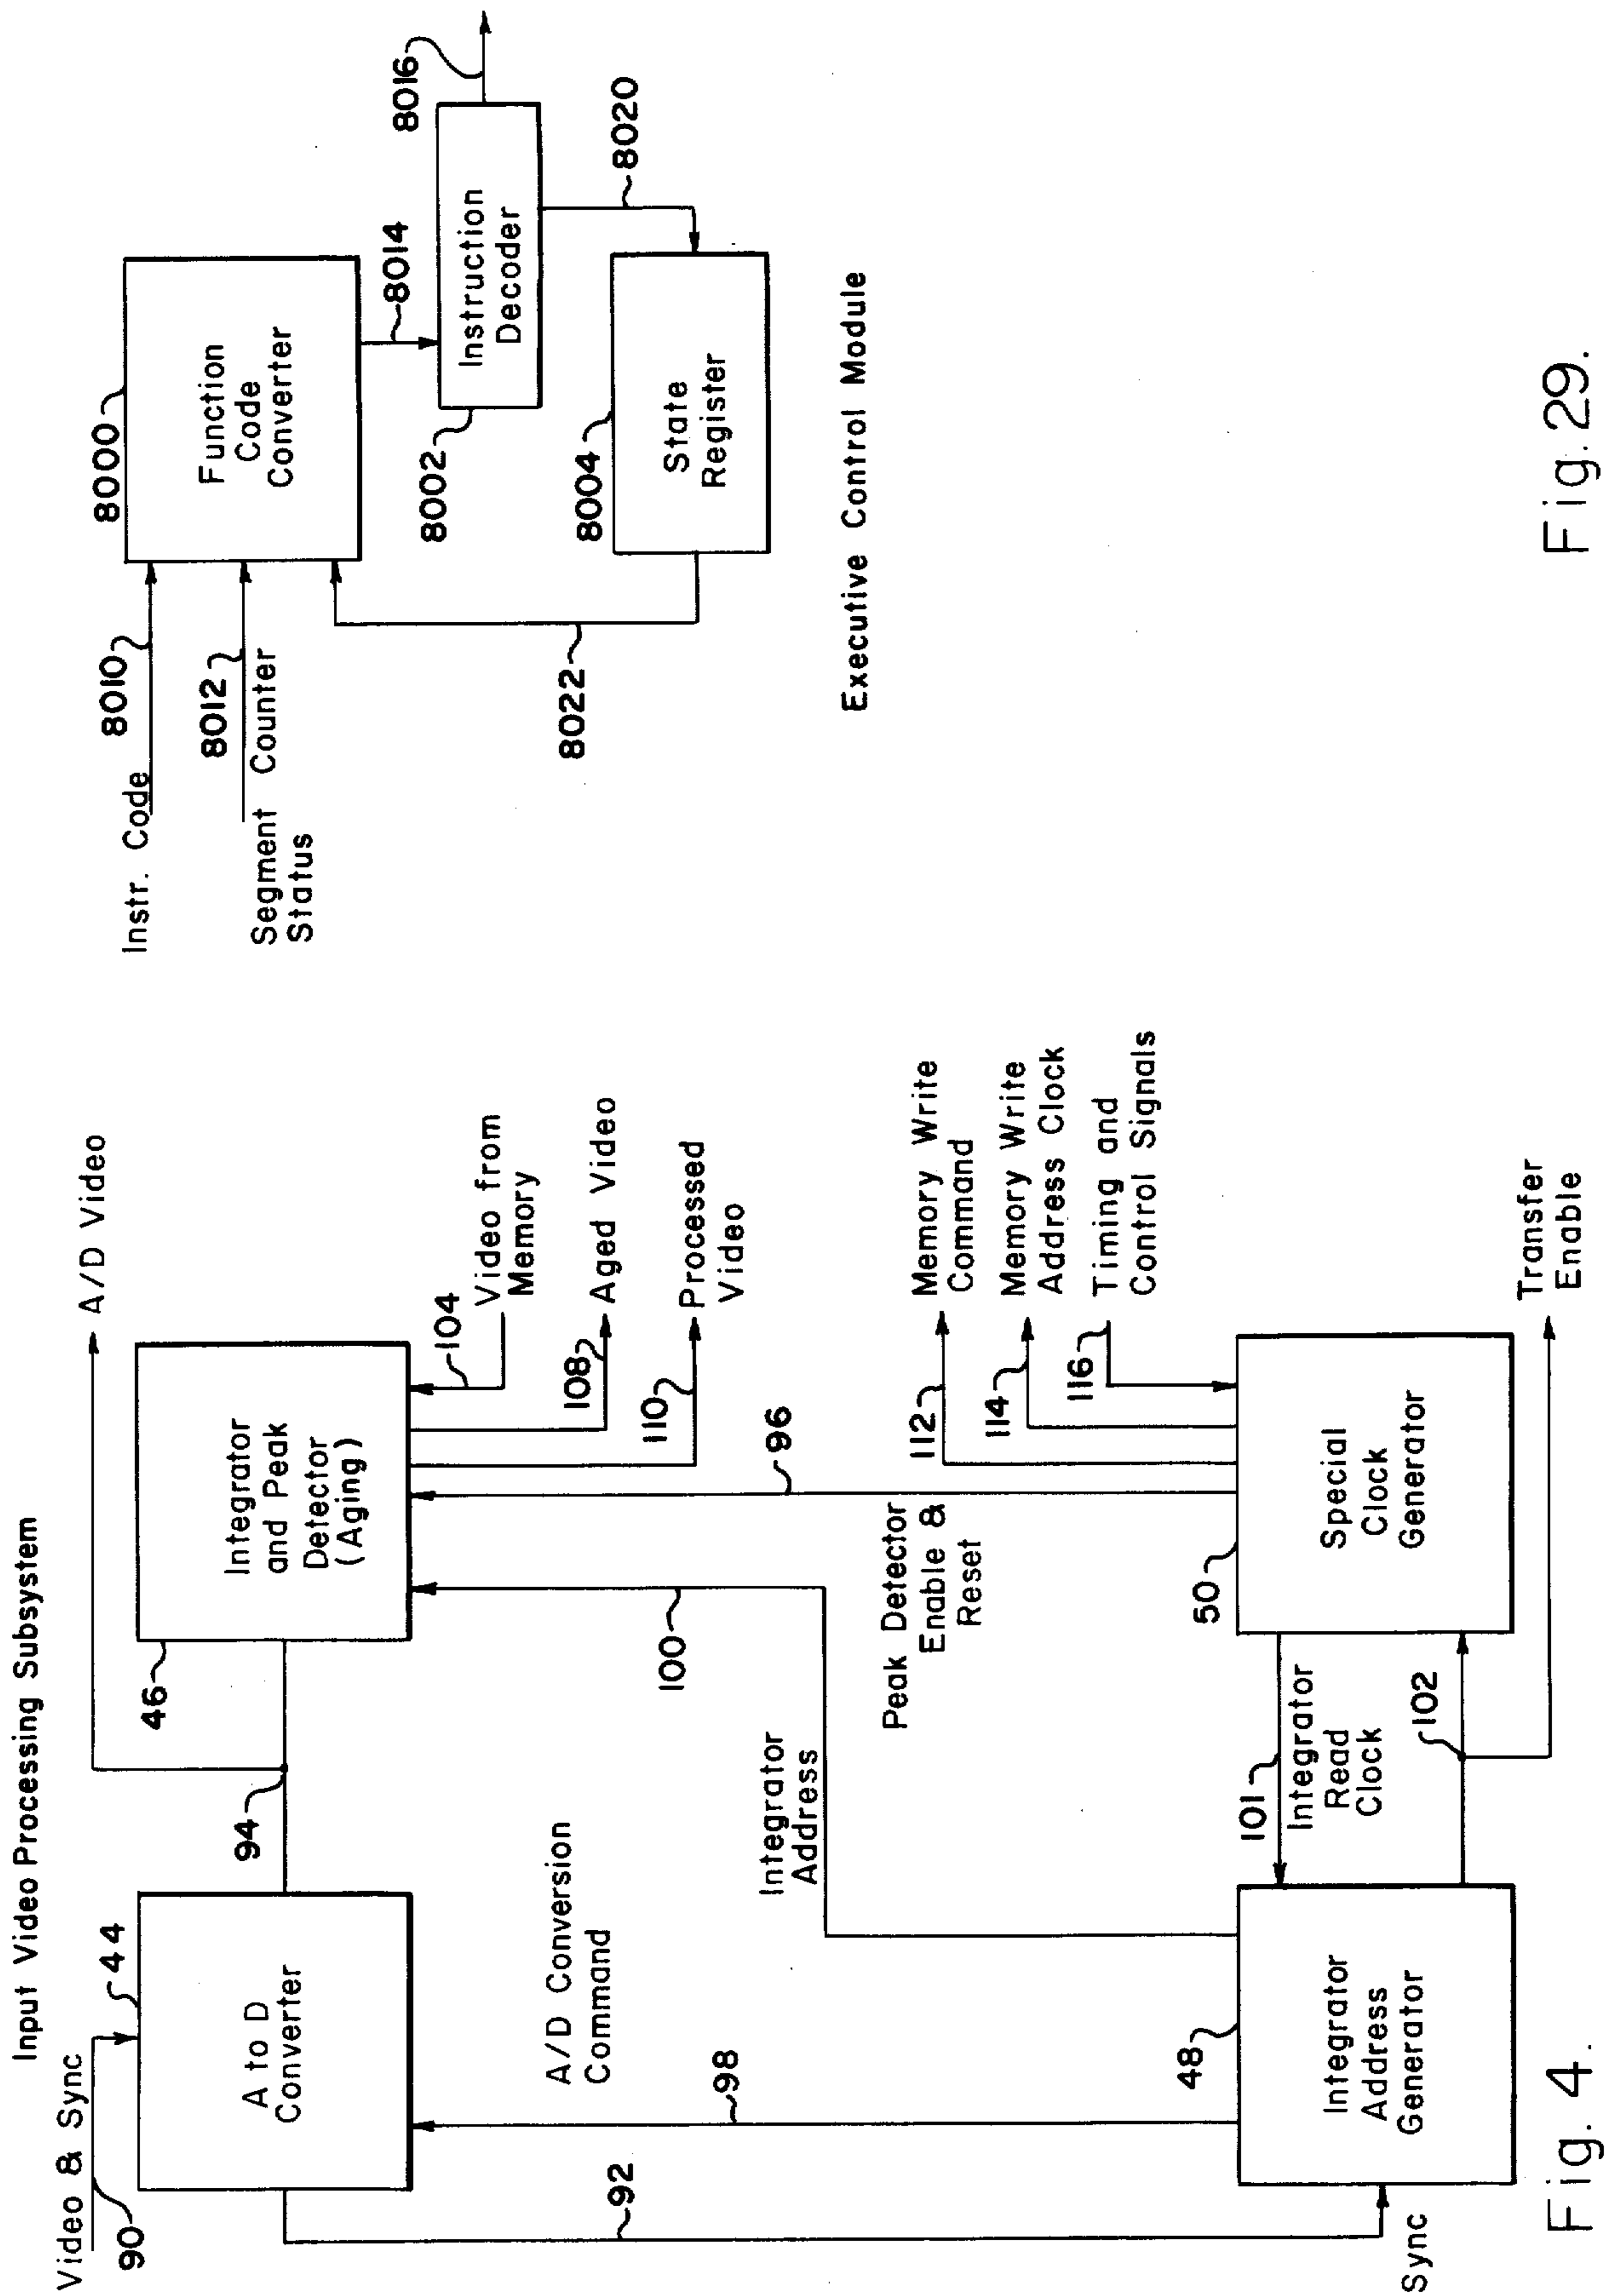 Input Video Processing Subsystem
Video & Sync
90
44
A to D
Converter
94
A/D Video
46
Integrator
and Peak
Detector
(Aging)
104
Video from
Memory
108
Aged Video
110
Processed
Video
A/D Conversion
Command
98
92
Integrator
Address
100
Peak Detector
Enable &
Reset
96
112
Memory Write
Command
114
Memory Write
Address Clock
116
Timing and
Control Signals
48
Integrator
Address
Generator
Sync
101
Integrator
Read
Clock
102
50
Special
Clock
Generator
Transfer
Enable
Fig. 4.
Instr. Code
8010
8012
Segment Counter
Status
8000
Function
Code
Converter
8014
8016
8002
Instruction
Decoder
8020
8004
State
Register
8022
Executive Control Module
Fig. 29.